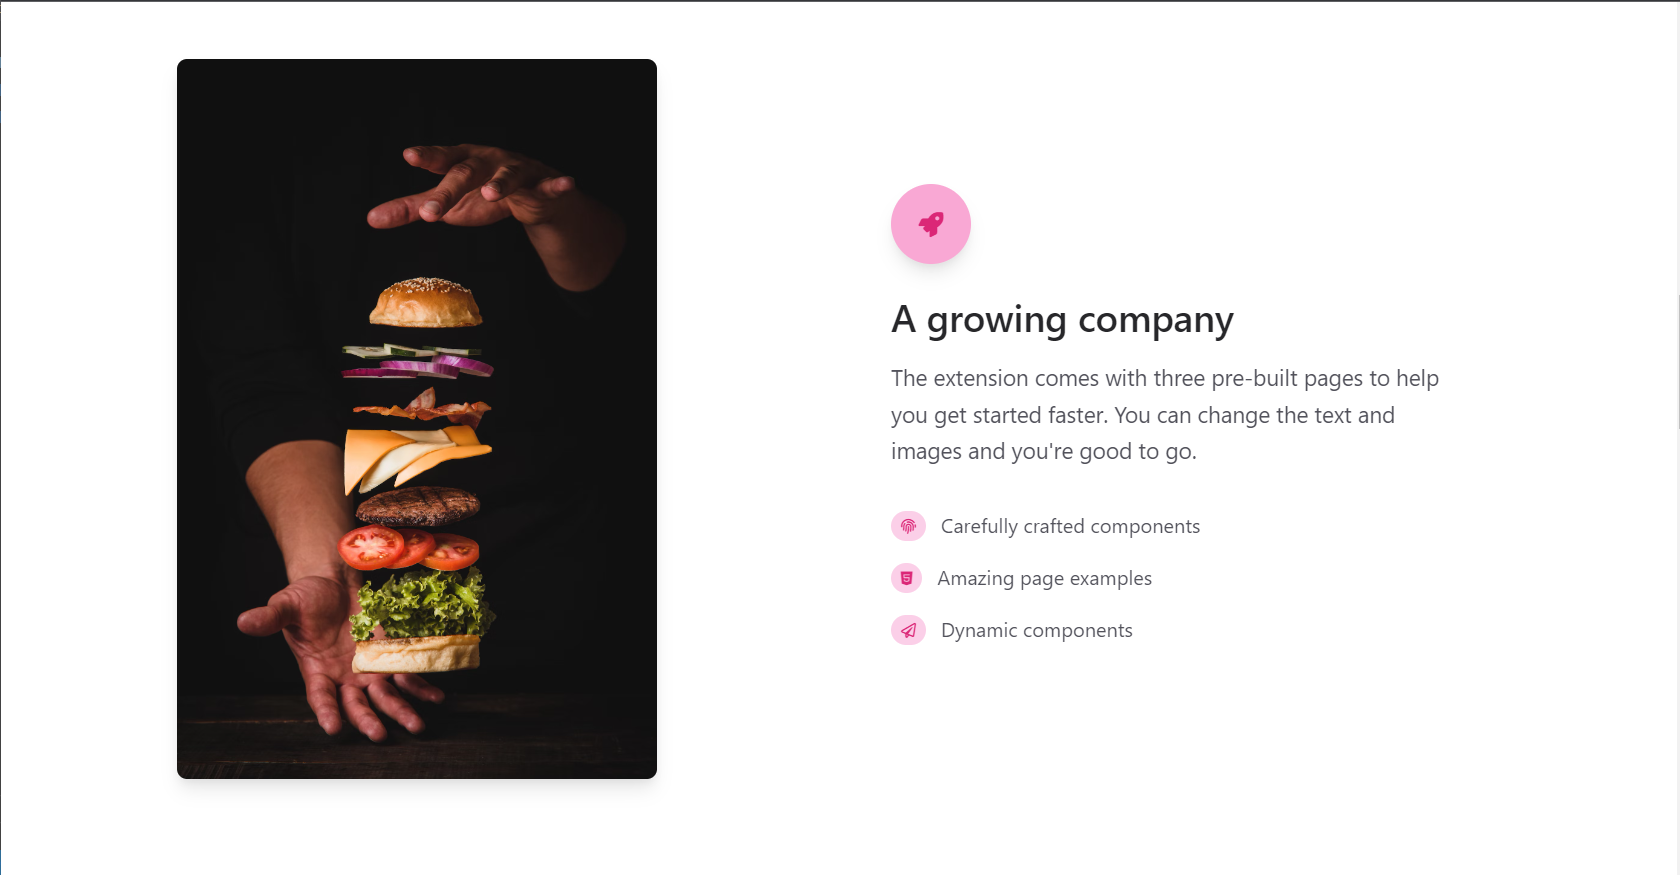 A growing company
The extension comes with three pre-built pages to help
you get started faster. You can change the text and
images and you're good to go.
Carefully crafted components
Amazing page examples
Dynamic components